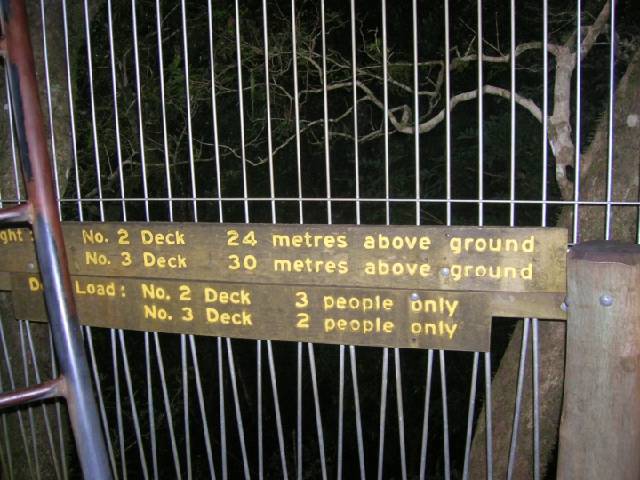 No. 2 Deck 24 metres above ground
No. 3 Deck 30 metres above ground
Load: No. 2 Deck 3 people only
No. 3 Deck 2 people only